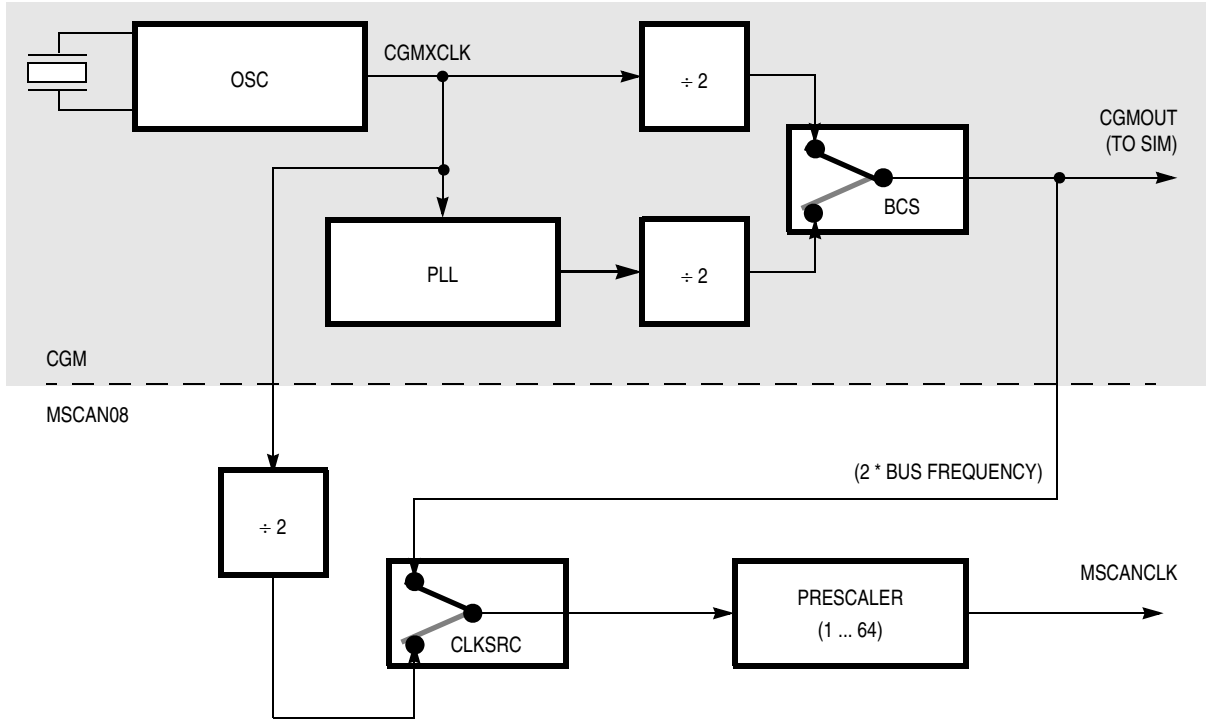 CGMXCLK
OSC
÷ 2
CGMOUT
(TO SIM)
BCS
PLL
÷ 2
CGM
MSCAN08
(2 * BUS FREQUENCY)
÷ 2
MSCANCLK
PRESCALER
(1 ... 64)
CLKSRC